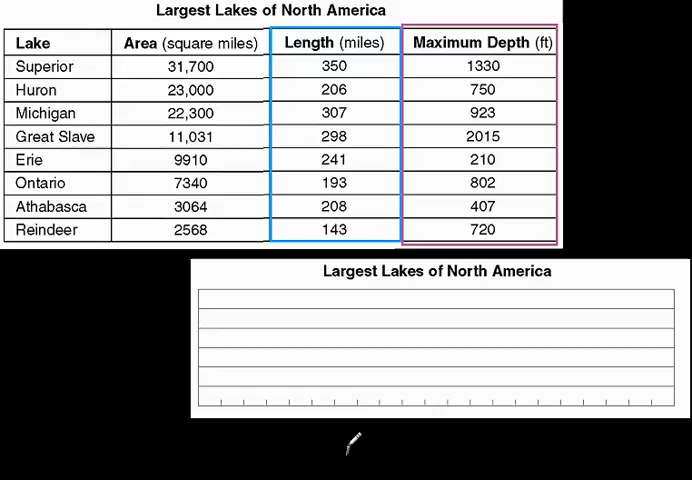 Largest Lakes of North America
Lake Area (square miles) Length (miles) Maximum Depth (ft)
Superior 31,700 350 1330
Huron 23,000 206 750
Michigan 22,300 307 923
Great Slave 11,031 298 2015
Erie 9910 241 210
Ontario 7340 193 802
Athabasca 3064 208 407
Reindeer 2568 143 720
Largest Lakes of North America